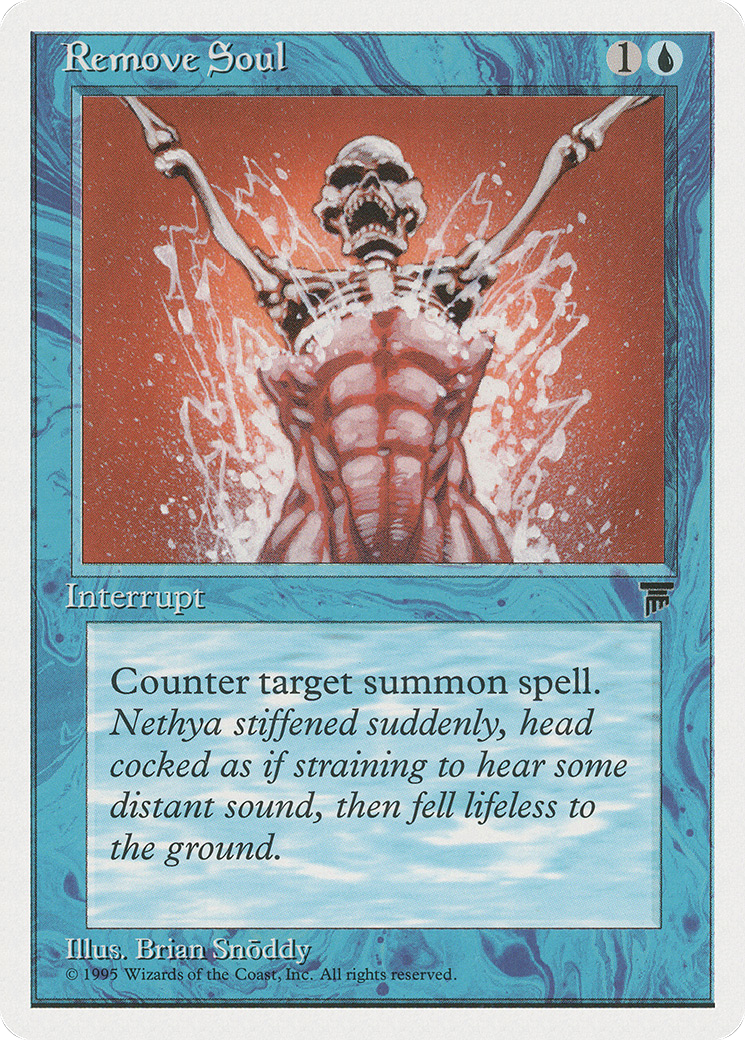 Remove Soul 1
Interrupt
Counter target summon spell.
Nethya stiffened suddenly, head
cocked as if straining to hear some
distant sound, then fell lifeless to
the ground.
Illus. Brian Snōddy
© 1995 Wizards of the Coast, Inc. All rights reserved.